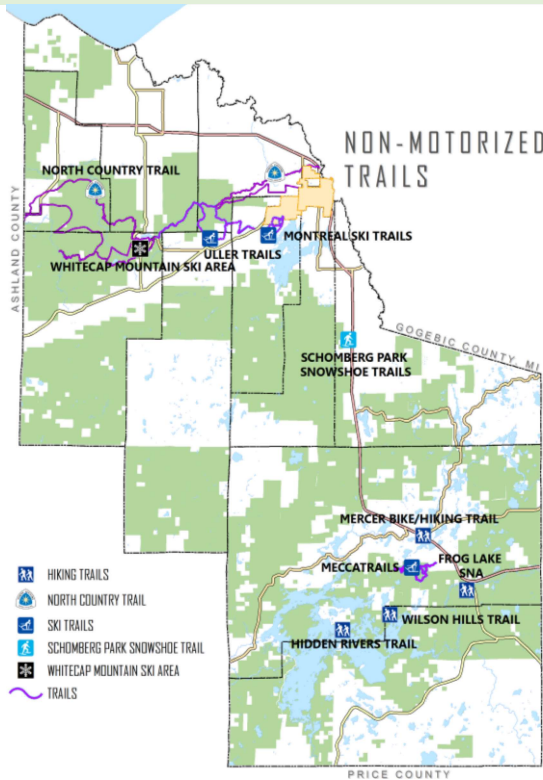 NON-MOTORIZED
TRAILS
NORTH COUNTRY TRAIL
ASHLAND COUNTY
MONTREAL SKI TRAILS
ULLER TRAILS
WHITECAP MOUNTAIN SKI AREA
GOGEBIC COUNTY, MI
SCHOMBERG PARK
SNOWSHOE TRAILS
MERCER BIKE/HIKING TRAIL
MECCATRAILS
FROG LAKE
SNA
WILSON HILLS TRAIL
HIDDEN RIVERS TRAIL
HIKING TRAILS
NORTH COUNTRY TRAIL
SKI TRAILS
SCHOMBERG PARK SNOWSHOE TRAIL
WHITECAP MOUNTAIN SKI AREA
TRAILS
PRICE COUNTY